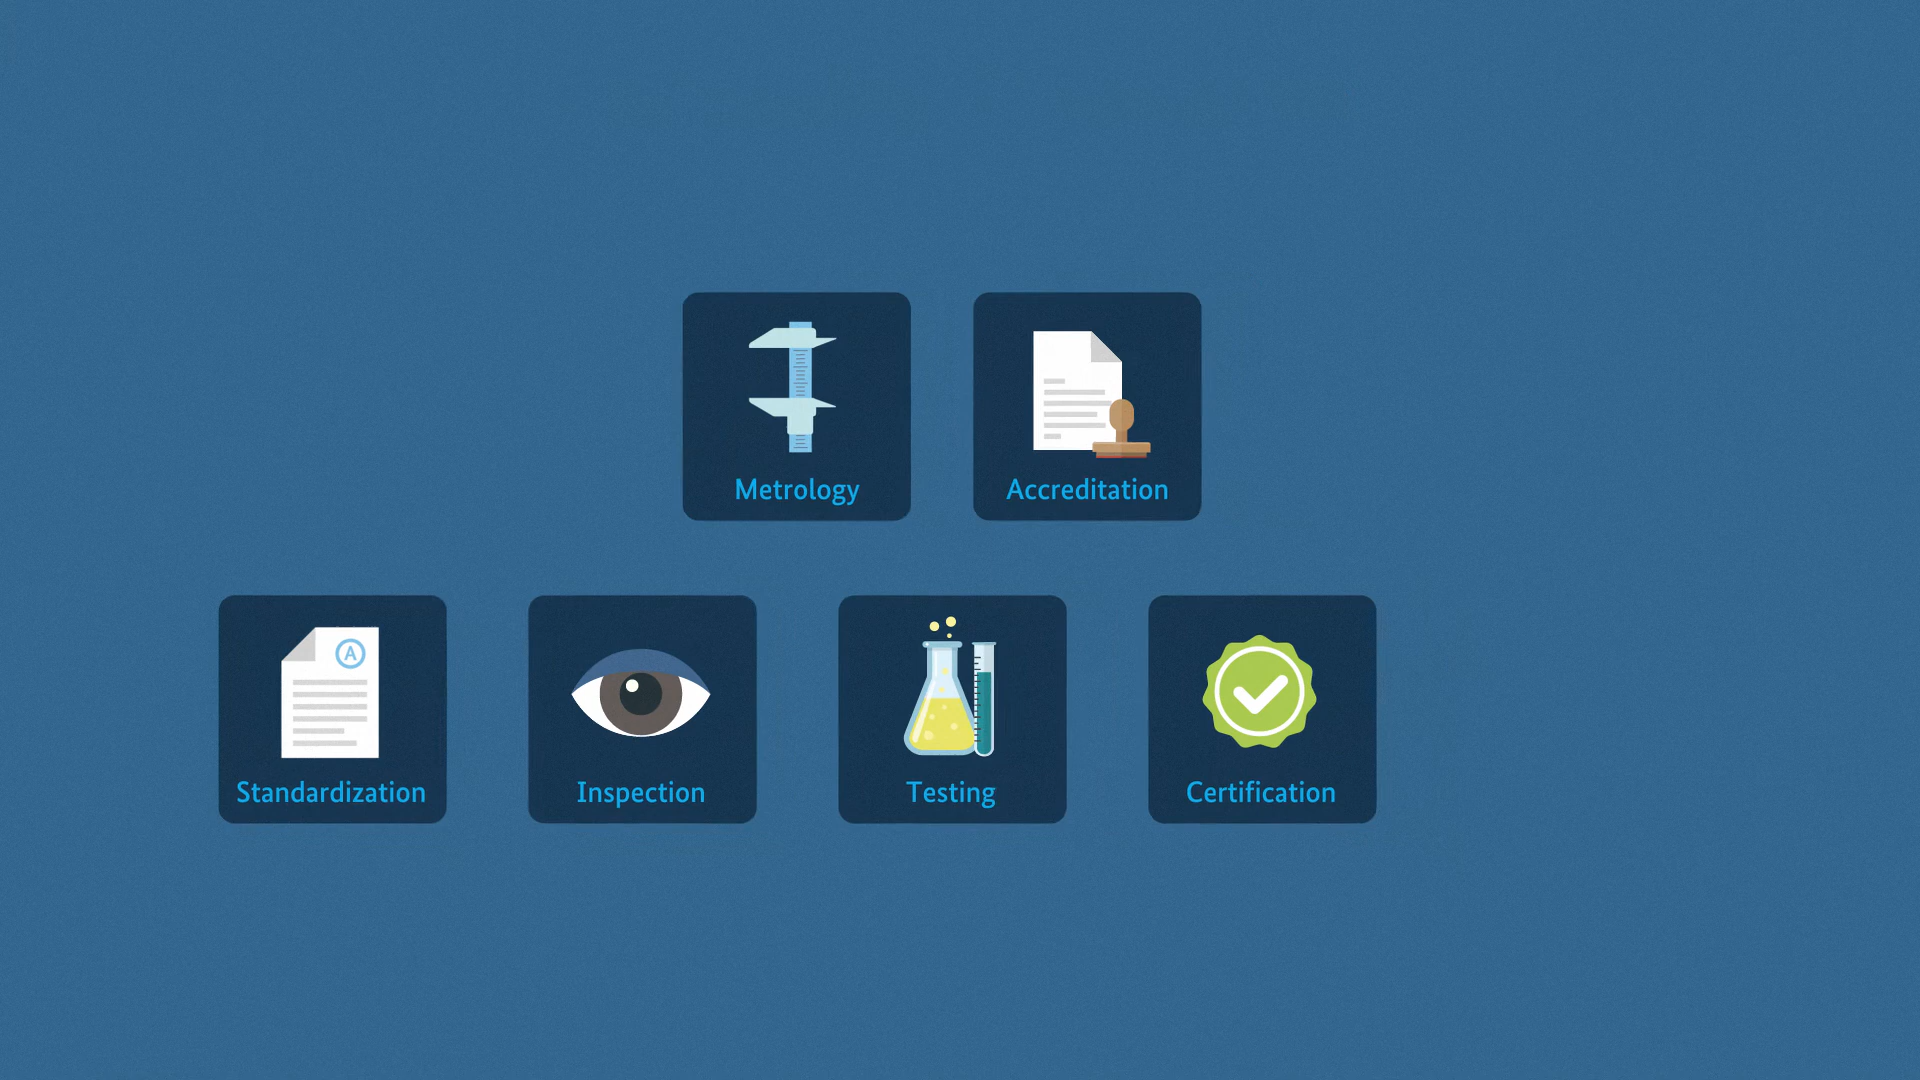 Metrology
Accreditation
A
Standardization
Inspection
Testing
Certification